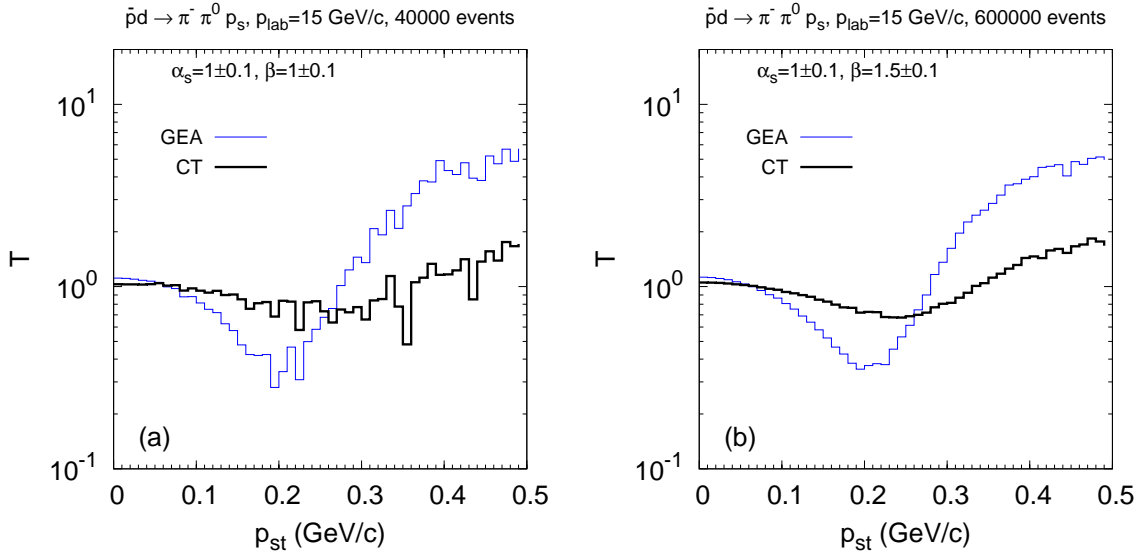 p̄d → π⁻ π⁰ pₛ, p_lab=15 GeV/c, 40000 events
α_s=1±0.1, β=1±0.1
GEA
CT
10¹
10⁰
10⁻¹
T
(a)
0 0.1 0.2 0.3 0.4 0.5
p_st (GeV/c)
p̄d → π⁻ π⁰ pₛ, p_lab=15 GeV/c, 600000 events
α_s=1±0.1, β=1.5±0.1
GEA
CT
10¹
10⁰
10⁻¹
T
(b)
0 0.1 0.2 0.3 0.4 0.5
p_st (GeV/c)